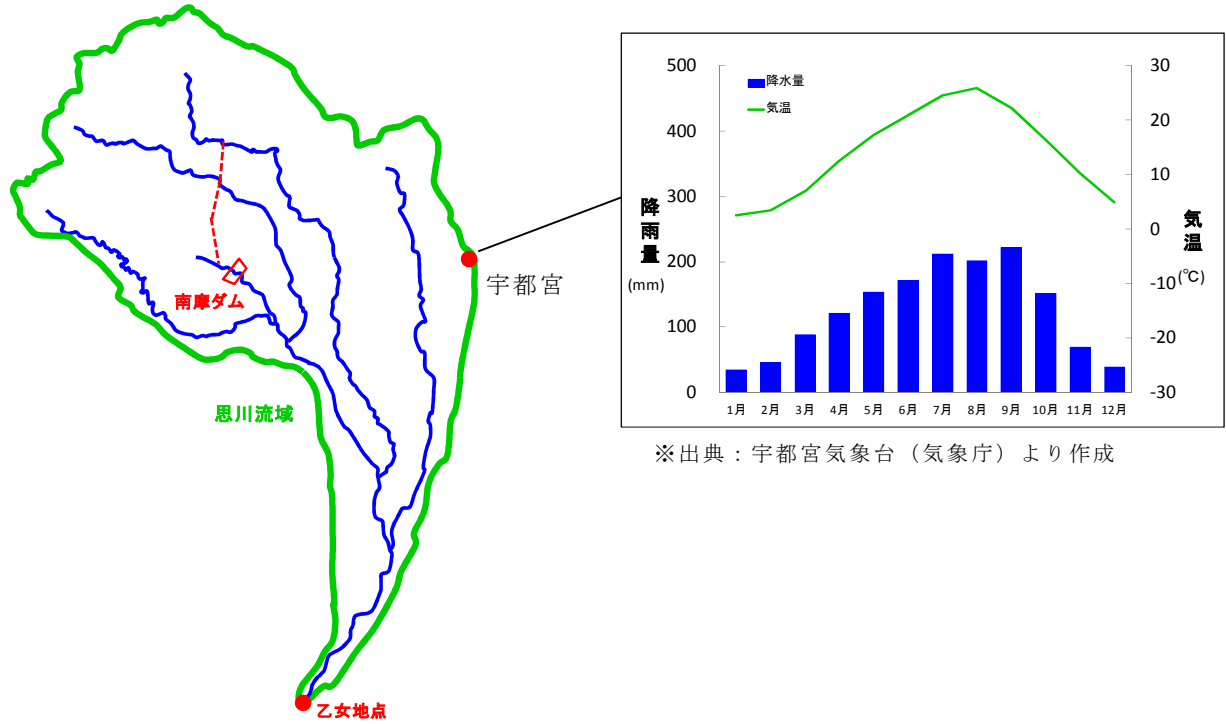 南摩ダム
思川流域
乙女地点
宇都宮
降水量
気温
500
400
300
200
100
0
降雨量
(mm)
30
20
10
0
-10
-20
-30
気温
(℃)
1月 2月 3月 4月 5月 6月 7月 8月 9月 10月 11月 12月
※出典：宇都宮気象台（気象庁）より作成